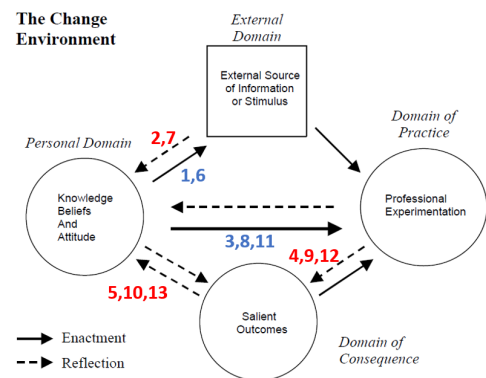 The Change
Environment
External
Domain
External Source
of Information
or Stimulus
Domain of
Practice
Personal Domain
2,7
1,6
Knowledge
Beliefs
And
Attitude
Professional
Experimentation
3,8,11
4,9,12
5,10,13
Salient
Outcomes
Enactment
Reflection
Domain of
Consequence